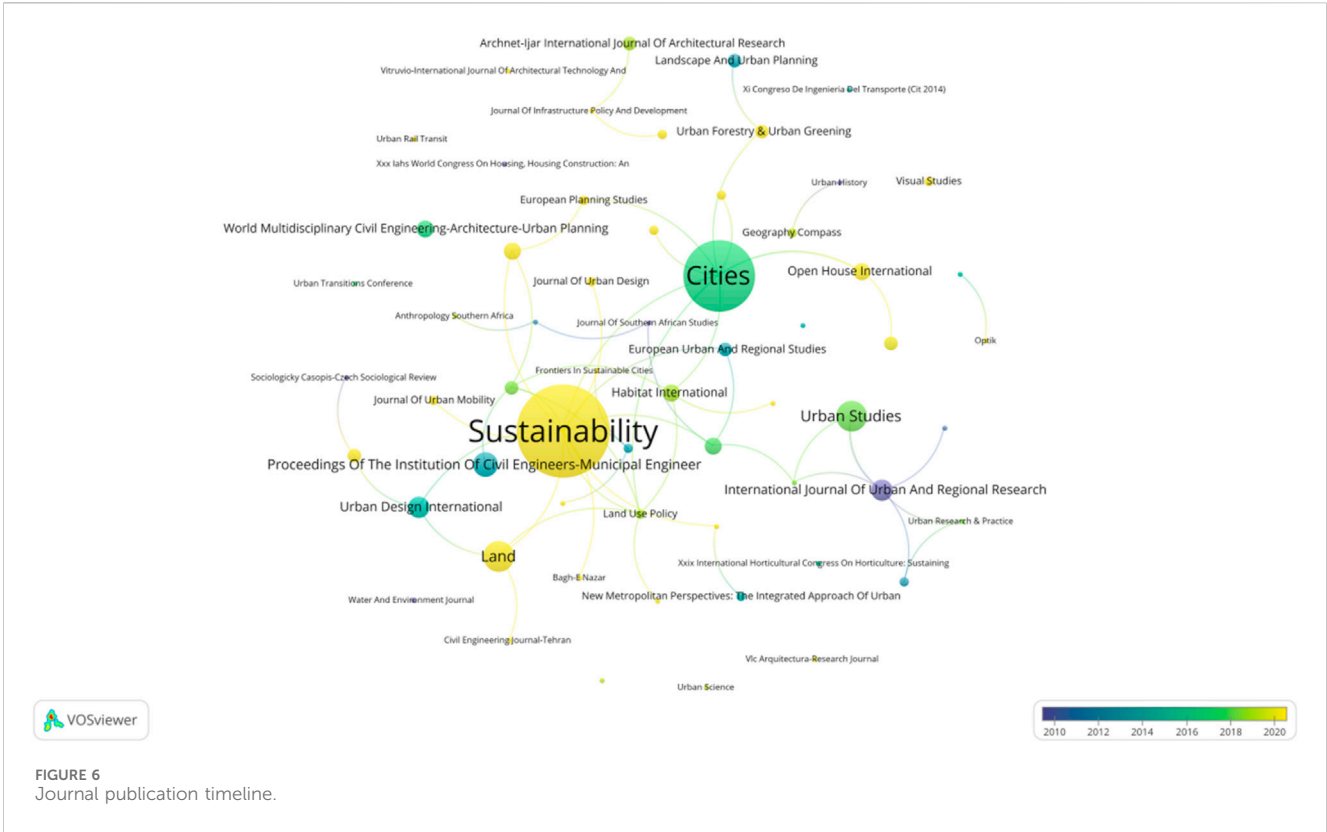 Archnet-Ijar International Journal Of Architectural Research
Landscape And Urban Planning
Vitruvio-International Journal Of Architectural Technology And
Xi Congreso De Ingenieria Del Transporte (Cit 2014)
Journal Of Infrastructure Policy And Development
Urban Forestry & Urban Greening
Urban Rail Transit
Xxx Iahs World Congress On Housing, Housing Construction: An
Urban History
Visual Studies
European Planning Studies
World Multidisciplinary Civil Engineering-Architecture-Urban Planning
Geography Compass
Cities
Open House International
Journal Of Urban Design
Urban Transitions Conference
Anthropology Southern Africa
Journal Of Southern African Studies
Optik
European Urban And Regional Studies
Frontiers In Sustainable Cities
Sociologicky Casopis-Czech Sociological Review
Habitat International
Journal Of Urban Mobility
Urban Studies
Sustainability
Proceedings Of The Institution Of Civil Engineers-Municipal Engineer
International Journal Of Urban And Regional Research
Urban Design International
Land Use Policy
Urban Research & Practice
Land
Xxix International Horticultural Congress On Horticulture: Sustaining
Bagh-E Nazar
New Metropolitan Perspectives: The Integrated Approach Of Urban
Water And Environment Journal
Civil Engineering Journal-Tehran
Vlc Arquitectura-Research Journal
Urban Science
VOSviewer
2010 2012 2014 2016 2018 2020
FIGURE 6
Journal publication timeline.